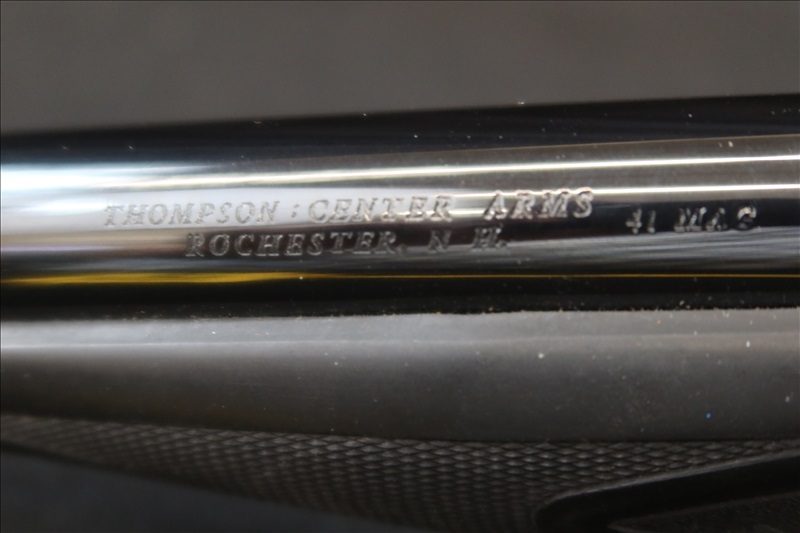 THOMPSON : CENTER ARMS
ROCHESTER, N H.
41 MAG